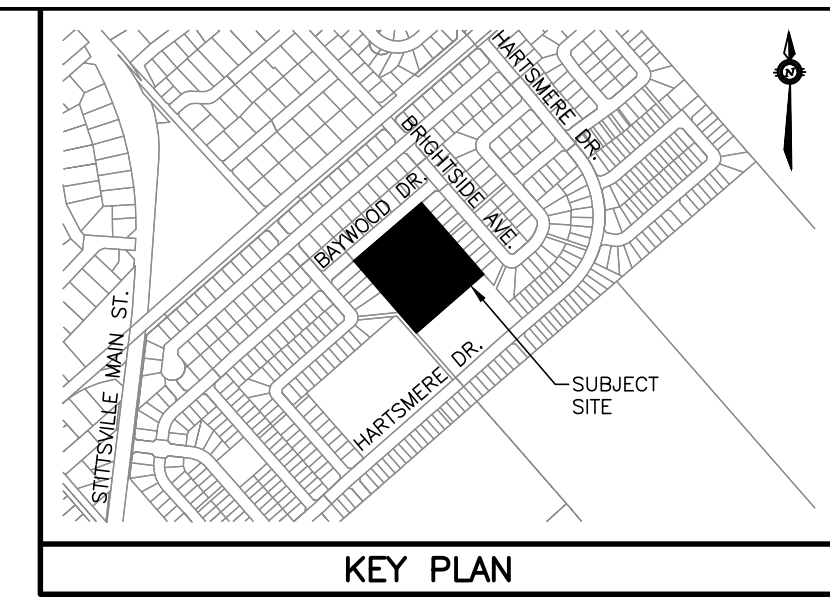 HARTSMERE DR.
N
BRIGHTSIDE AVE.
BAYWOOD DR.
STITTSVILLE MAIN ST.
HARTSMERE DR.
SUBJECT
SITE
KEY PLAN